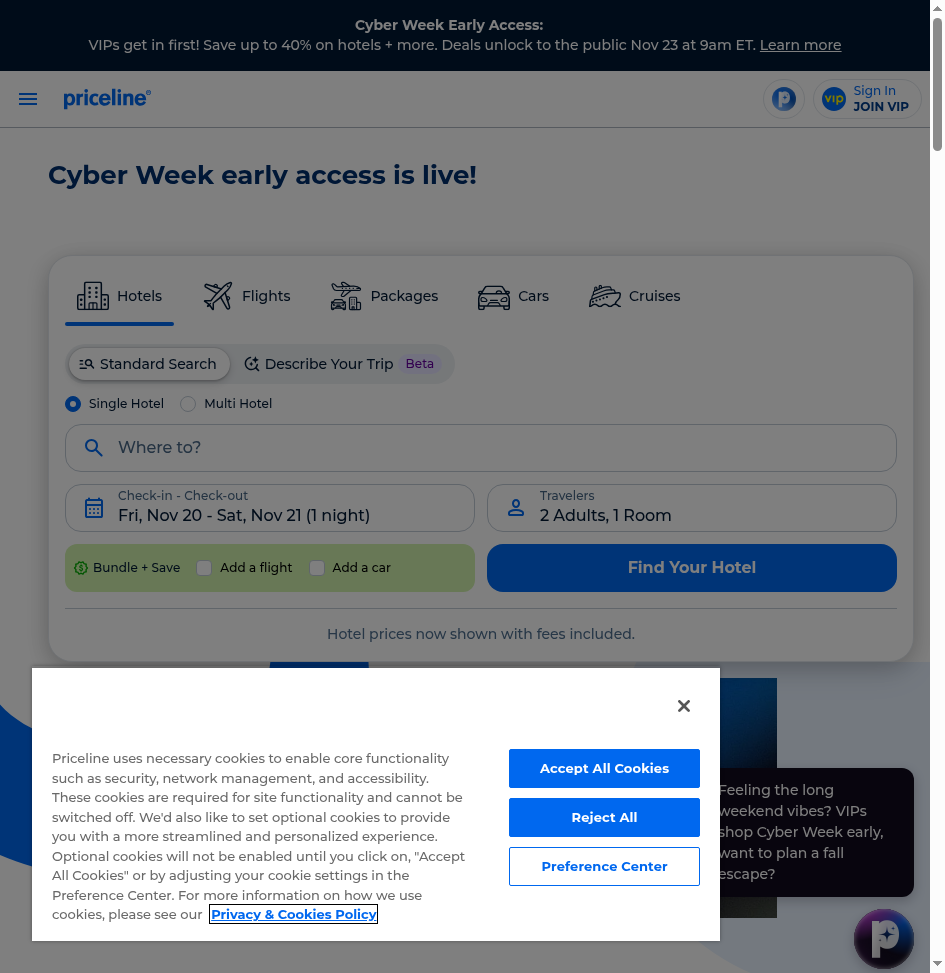 Cyber Week Early Access:
VIPs get in first! Save up to 40% on hotels + more. Deals unlock to the public Nov 23 at 9am ET. Learn more
priceline®
p
vip
Sign In
JOIN VIP
Cyber Week early access is live!
Hotels
Flights
Packages
Cars
Cruises
Standard Search
Describe Your Trip
Beta
Single Hotel
Multi Hotel
Where to?
Check-in - Check-out
Fri, Nov 20 - Sat, Nov 21 (1 night)
Travelers
2 Adults, 1 Room
Bundle + Save
Add a flight
Add a car
Find Your Hotel
Hotel prices now shown with fees included.
Priceline uses necessary cookies to enable core functionality
such as security, network management, and accessibility.
These cookies are required for site functionality and cannot be
switched off. We'd also like to set optional cookies to provide
you with a more streamlined and personalized experience.
Optional cookies will not be enabled until you click on, "Accept
All Cookies" or by adjusting your cookie settings in the
Preference Center. For more information on how we use
cookies, please see our Privacy & Cookies Policy
Accept All Cookies
Reject All
Preference Center
Feeling the long
weekend vibes? VIPs
shop Cyber Week early,
want to plan a fall
escape?
p